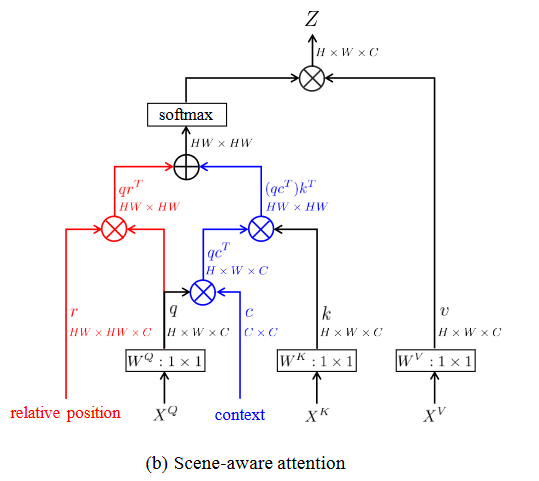 Z
H × W × C
softmax
HW × HW
qr^T
HW × HW
(qc^T)k^T
HW × HW
qc^T
H × W × C
r
HW × HW × C
q
H × W × C
c
C × C
k
H × W × C
v
H × W × C
W^Q : 1 × 1
W^K : 1 × 1
W^V : 1 × 1
relative position
X^Q
context
X^K
X^V
(b) Scene-aware attention